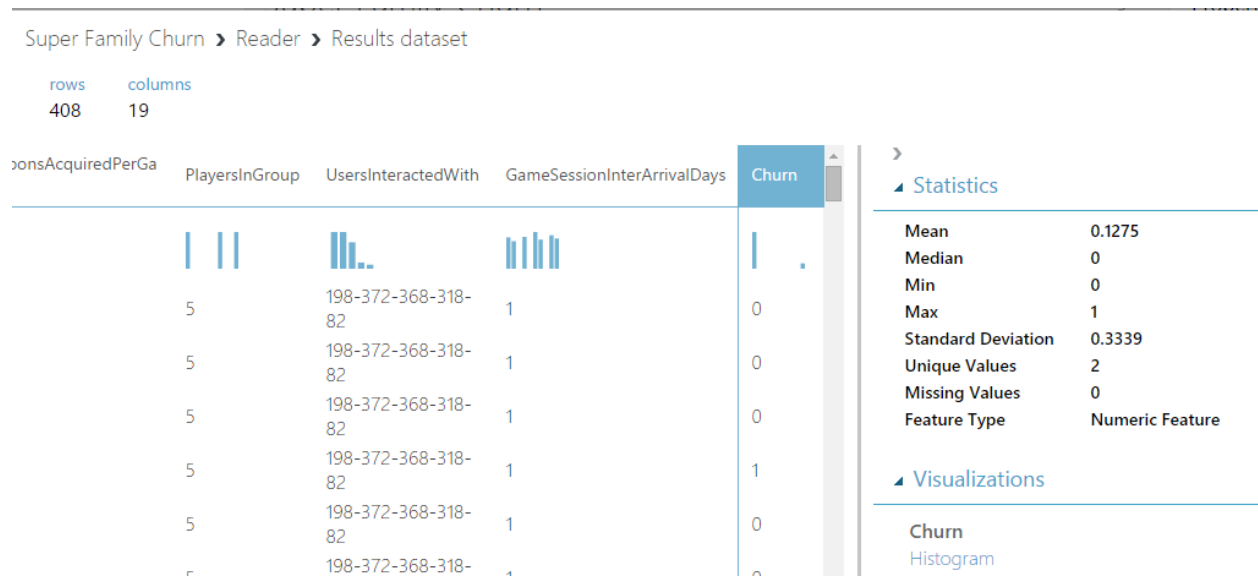 Super Family Churn > Reader > Results dataset
rows columns
408 19
PlayersInGroup UsersInteractedWith GameSessionInterArrivalDays Churn
5 198-372-368-318-
82 1 0
5 198-372-368-318-
82 1 0
5 198-372-368-318-
82 1 0
5 198-372-368-318-
82 1 1
5 198-372-368-318-
82 1 0
198-372-368-318-
Statistics
Mean 0.1275
Median 0
Min 0
Max 1
Standard Deviation 0.3339
Unique Values 2
Missing Values 0
Feature Type Numeric Feature
Visualizations
Churn
Histogram